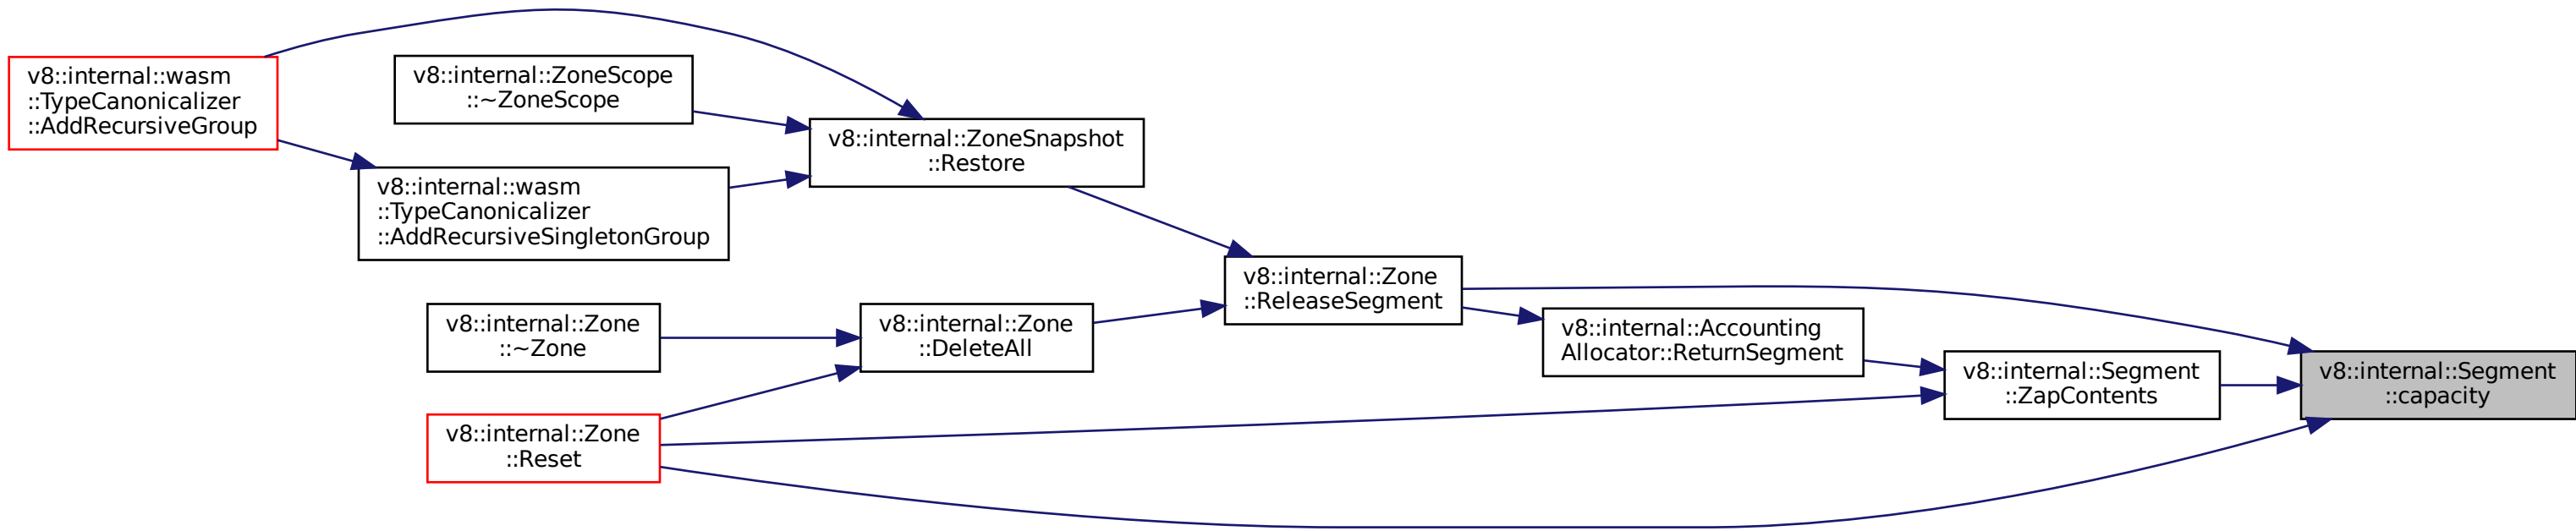 v8::internal::wasm
::TypeCanonicalizer
::AddRecursiveGroup
v8::internal::ZoneScope
::~ZoneScope
v8::internal::wasm
::TypeCanonicalizer
::AddRecursiveSingletonGroup
v8::internal::ZoneSnapshot
::Restore
v8::internal::Zone
::~Zone
v8::internal::Zone
::Reset
v8::internal::Zone
::DeleteAll
v8::internal::Zone
::ReleaseSegment
v8::internal::Accounting
Allocator::ReturnSegment
v8::internal::Segment
::ZapContents
v8::internal::Segment
::capacity